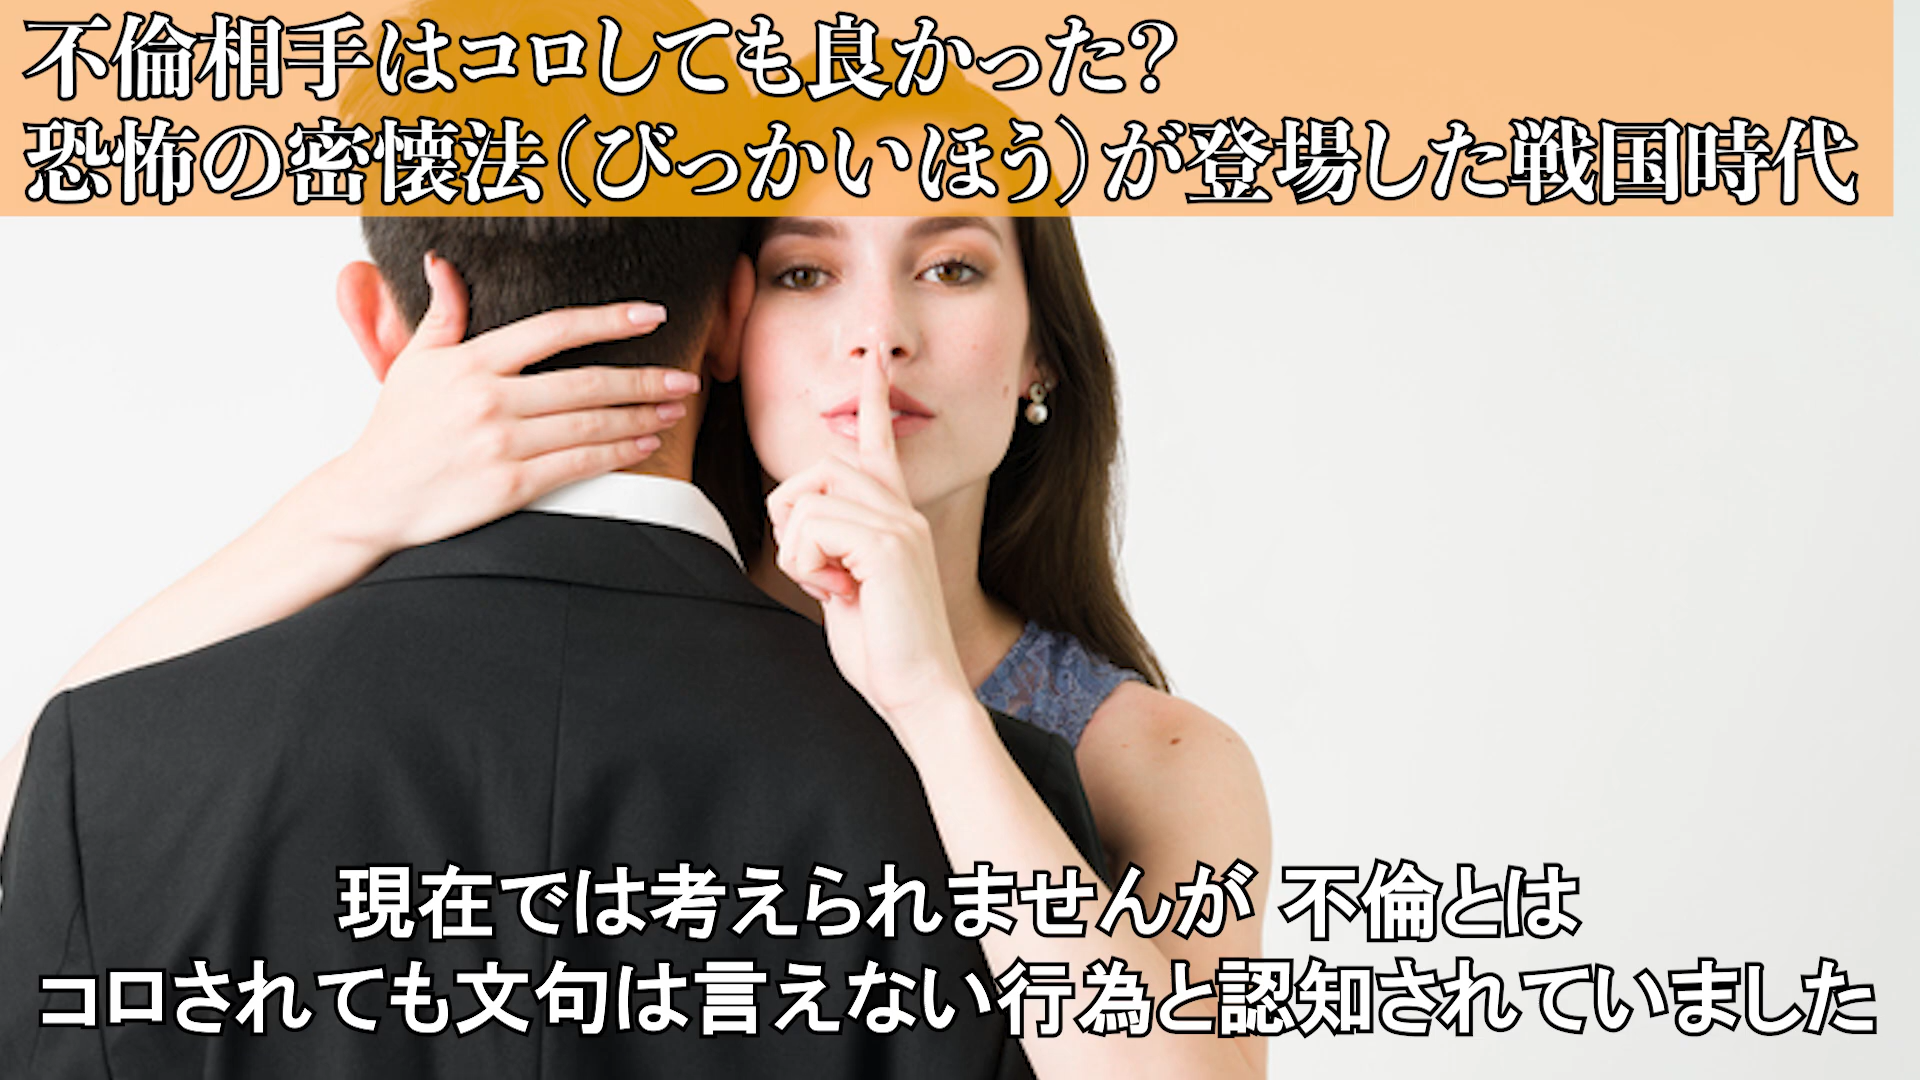 不倫相手はコロしても良かった?
恐怖の密懐法(びっかいほう)が登場した戦国時代
現在では考えられませんが 不倫とは
コロされても文句は言えない行為と認知されていました